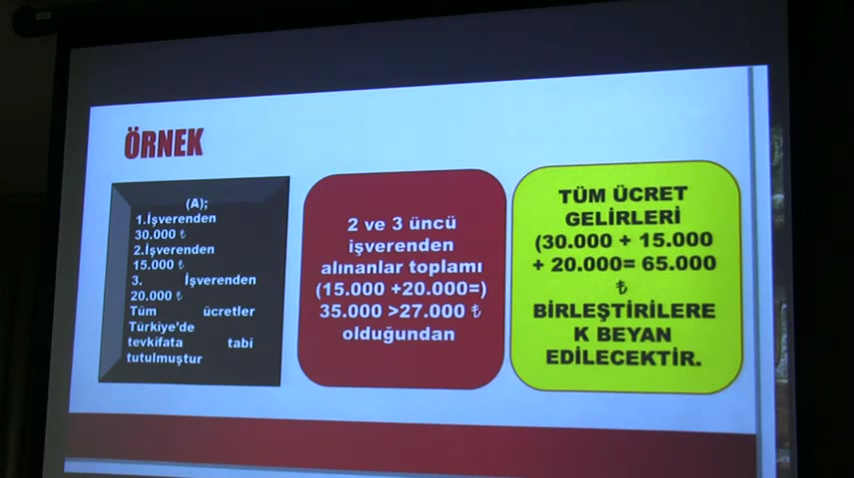 ÖRNEK
(A);
1.İşverenden
30.000 ₺
2.İşverenden
15.000 ₺
3. İşverenden
20.000 ₺
Tüm ücretler
Türkiye’de
tevkifata tabi
tutulmuştur
2 ve 3 üncü
işverenden
alınanlar toplamı
(15.000 +20.000=)
35.000 >27.000 ₺
olduğundan
TÜM ÜCRET
GELİRLERİ
(30.000 + 15.000
+ 20.000= 65.000
₺
BİRLEŞTİRİLERE
K BEYAN
EDİLECEKTİR.